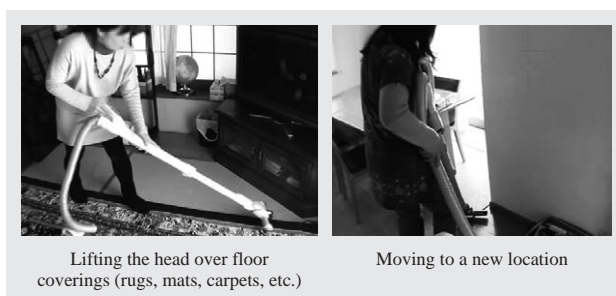 Lifting the head over floor
coverings (rugs, mats, carpets, etc.)
Moving to a new location